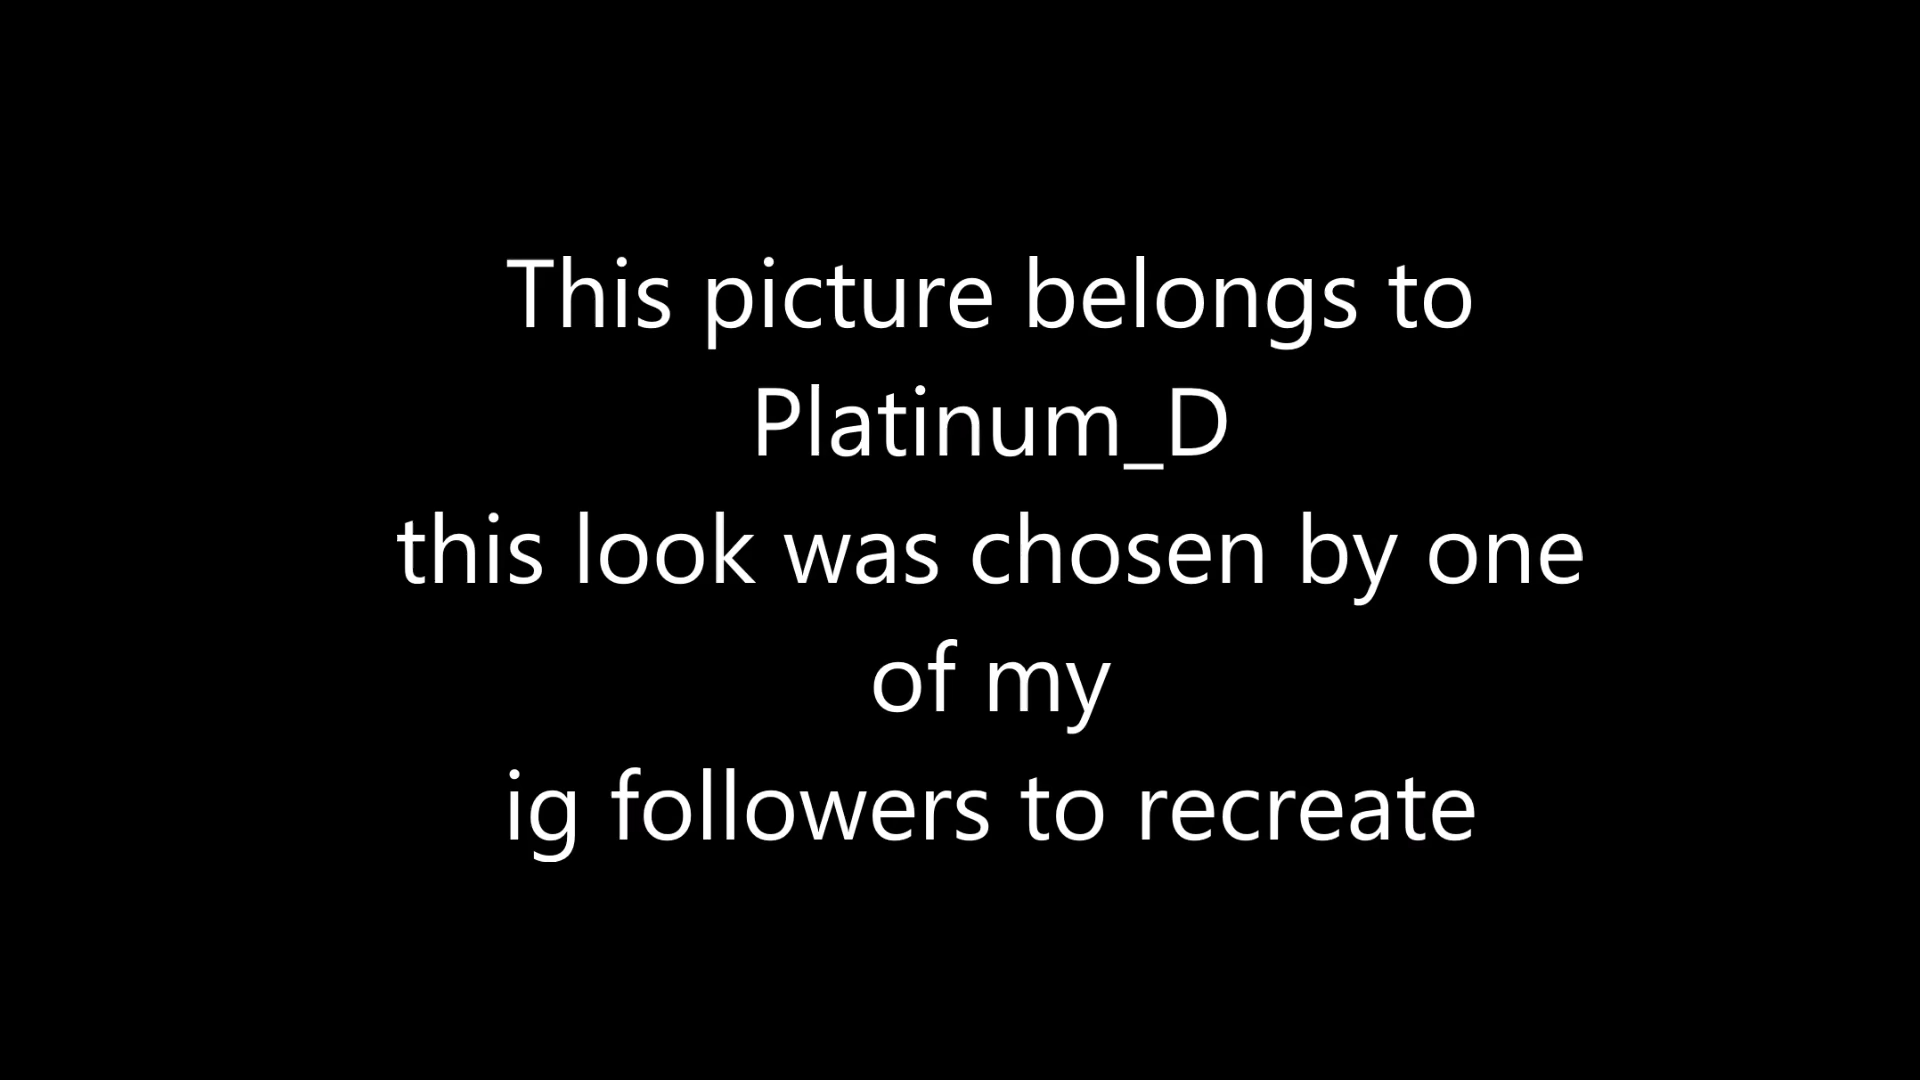 This picture belongs to
Platinum_D
this look was chosen by one
of my
ig followers to recreate